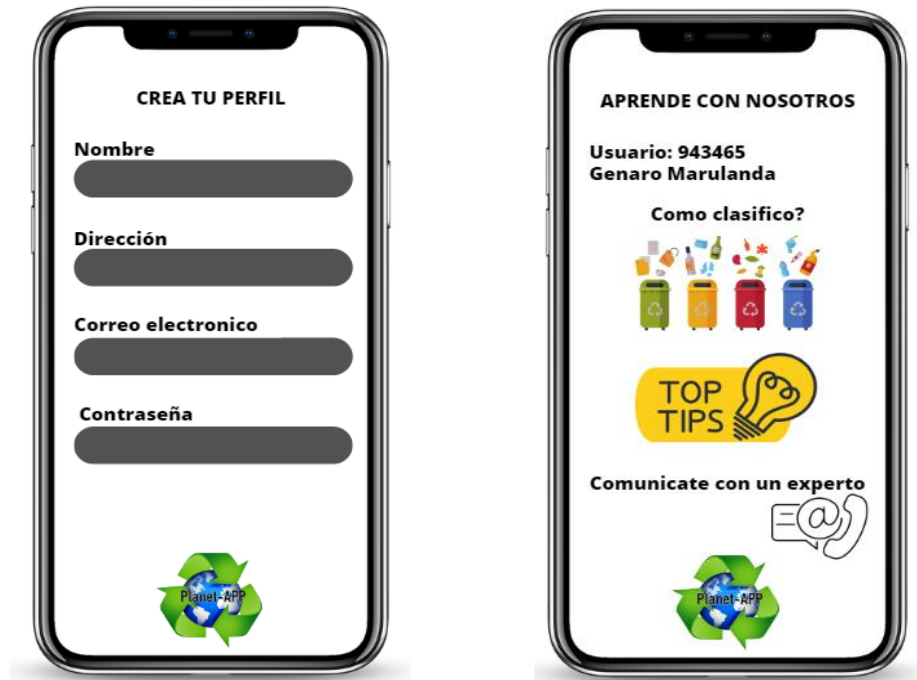 CREA TU PERFIL
Nombre
Dirección
Correo electronico
Contraseña
Planet-APP
APRENDE CON NOSOTROS
Usuario: 943465
Genaro Marulanda
Como clasifico?
TOP
TIPS
Comunicate con un experto
Planet-APP